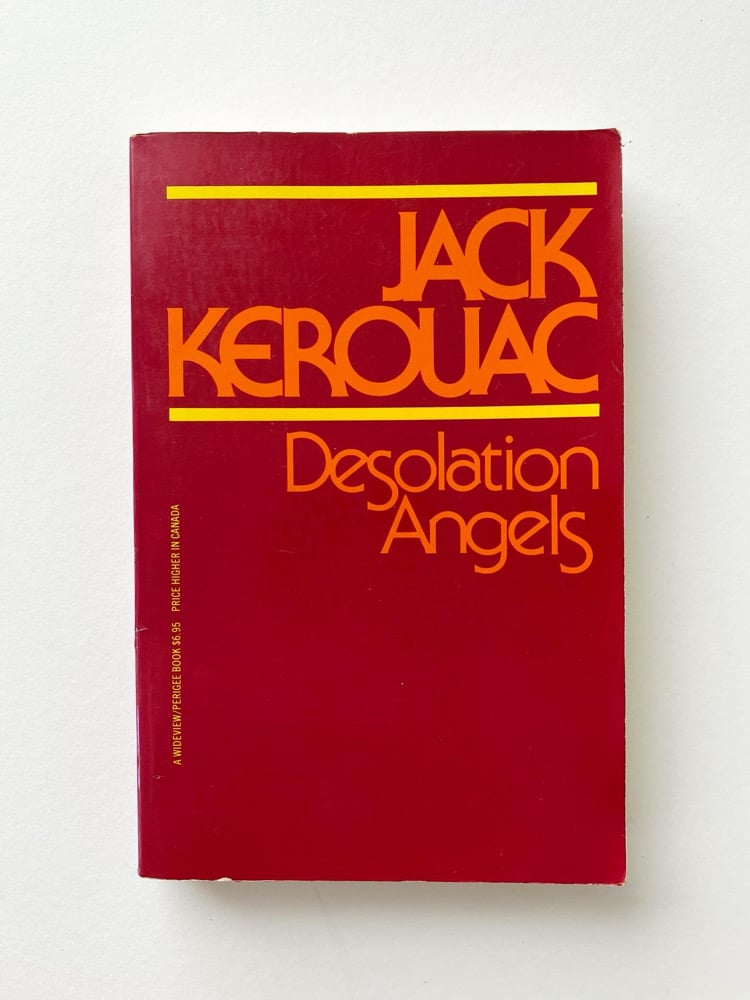 JACK
KEROUAC
Desolation
Angels
A WIDEVIEW/PERIGEE BOOK $6.95 PRICE HIGHER IN CANADA